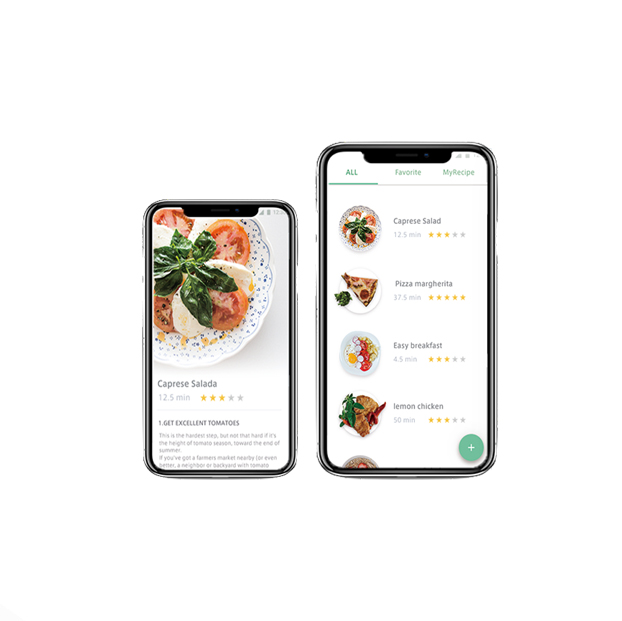 Caprese Salada
12.5 min
1.GET EXCELLENT TOMATOES
This is the hardest step, but not that hard if it's
the height of tomato season, toward the end of
summer.
If you've got a farmers market nearby (or even
better, a neighbor or backyard with tomato
ALL
Favorite
MyRecipe
Caprese Salad
12.5 min
Pizza margherita
37.5 min
Easy breakfast
4.5 min
lemon chicken
50 min
+